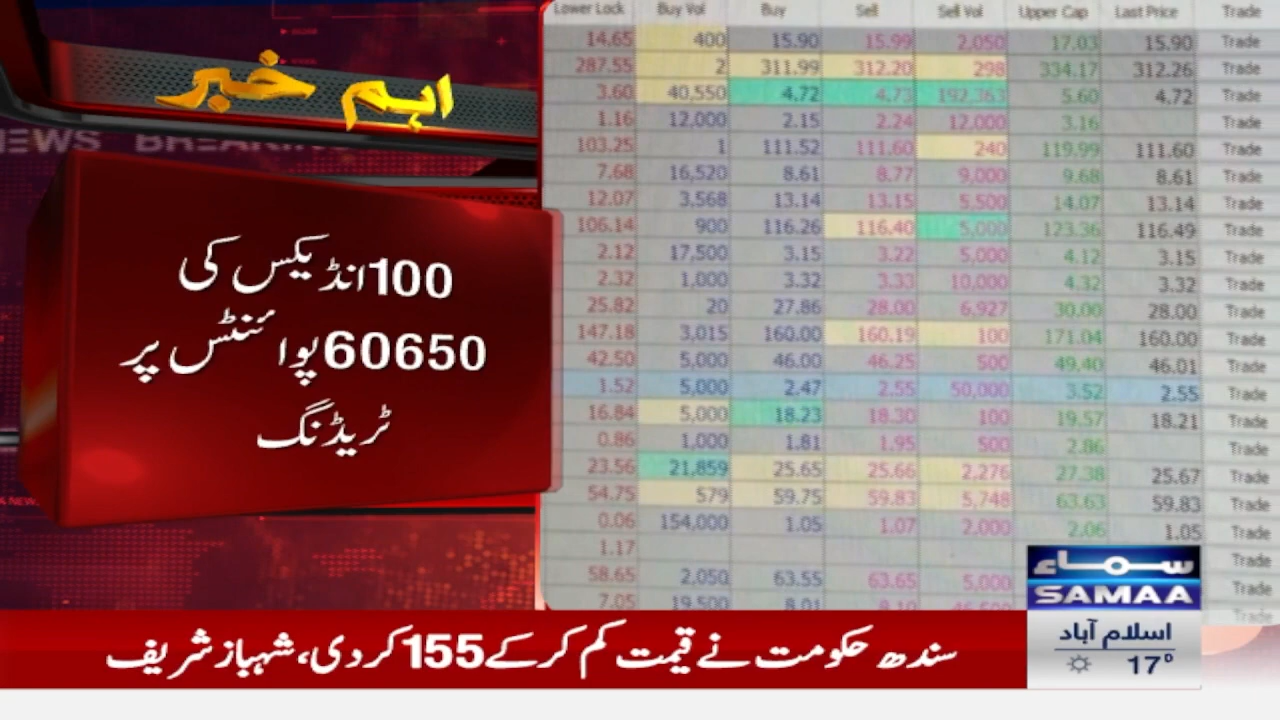 اہم خبر
NEWS BREAKING
100 انڈیکس کی
60650 پوائنٹس پر
ٹریڈنگ
Lower Lock Buy Vol Buy Sell Sell Vol Upper Cap Last Price Trade
14.65 400 15.90 15.99 2,050 17.03 15.90 Trade
287.55 2 311.99 312.20 298 334.17 312.26 Trade
3.60 40,550 4.72 4.73 192,363 5.60 4.72 Trade
1.16 12,000 2.15 2.24 12,000 3.16 Trade
103.25 1 111.52 111.60 240 119.99 111.60 Trade
7.68 16,520 8.61 8.77 9,000 9.68 8.61 Trade
12.07 3,568 13.14 13.15 5,500 14.07 13.14 Trade
106.14 900 116.26 116.40 5,000 123.36 116.49 Trade
2.12 17,500 3.15 3.22 5,000 4.12 3.15 Trade
2.32 1,000 3.32 3.33 10,000 4.32 3.32 Trade
25.82 20 27.86 28.00 6,927 30.00 28.00 Trade
147.18 3,015 160.00 160.19 100 171.04 160.00 Trade
42.50 5,000 46.00 46.25 500 49.40 46.01 Trade
1.52 5,000 2.47 2.55 50,000 3.52 2.55 Trade
16.84 5,000 18.23 18.30 100 19.57 18.21 Trade
0.86 1,000 1.81 1.95 500 2.86 Trade
23.56 21,859 25.65 25.66 2,276 27.38 25.67 Trade
54.75 579 59.75 59.83 5,748 63.63 59.83 Trade
0.06 154,000 1.05 1.07 2,000 2.06 1.05 Trade
1.17 Trade
58.65 2,050 63.55 63.65 5,000 Trade
7.05 19,500 8.01 8.10 Trade
سماء
SAMAA
اسلام آباد
17°
سندھ حکومت نے قیمت کم کر کے 155 کر دی، شہباز شریف